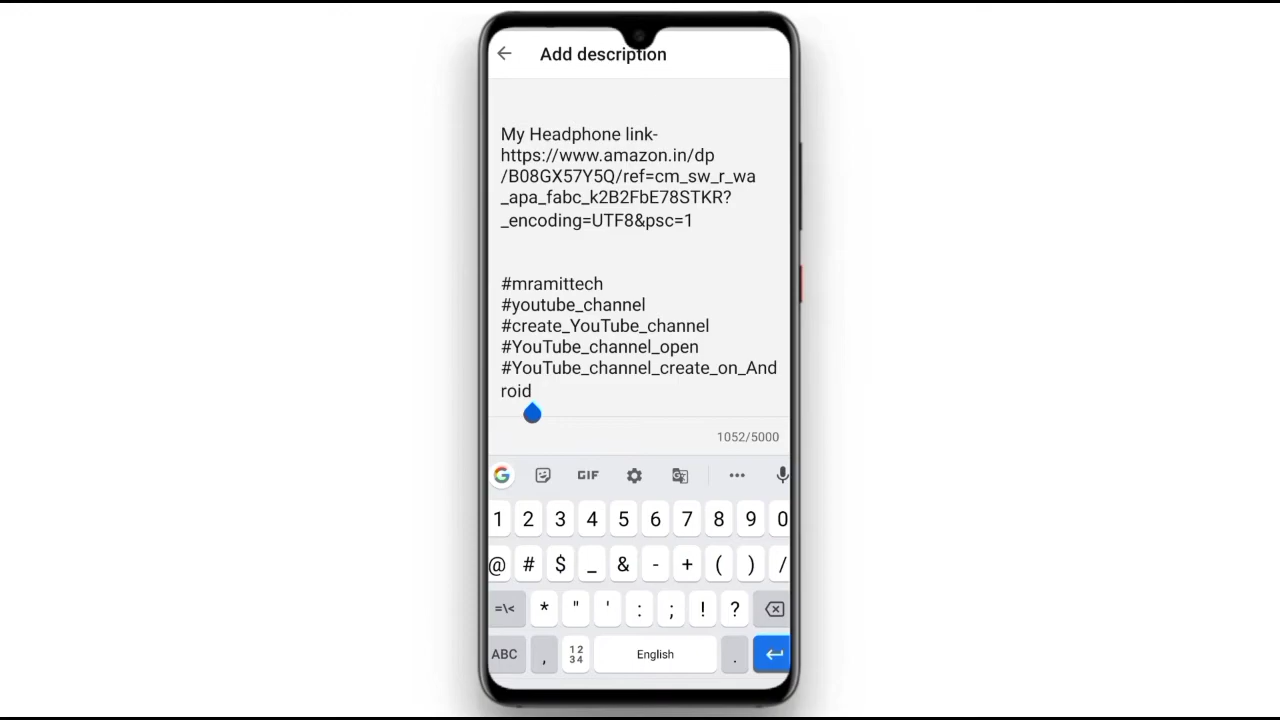 Add description
My Headphone link-
https://www.amazon.in/dp
/B08GX57Y5Q/ref=cm_sw_r_wa
_apa_fabc_k2B2FbE78STKR?
_encoding=UTF8&psc=1
#mramittech
#youtube_channel
#create_YouTube_channel
#YouTube_channel_open
#YouTube_channel_create_on_And
roid
1052/5000
G GIF
1 2 3 4 5 6 7 8 9 0
@ # $ _ & - + ( ) /
=\< * " ' : ; ! ?
ABC , 12 34 English .